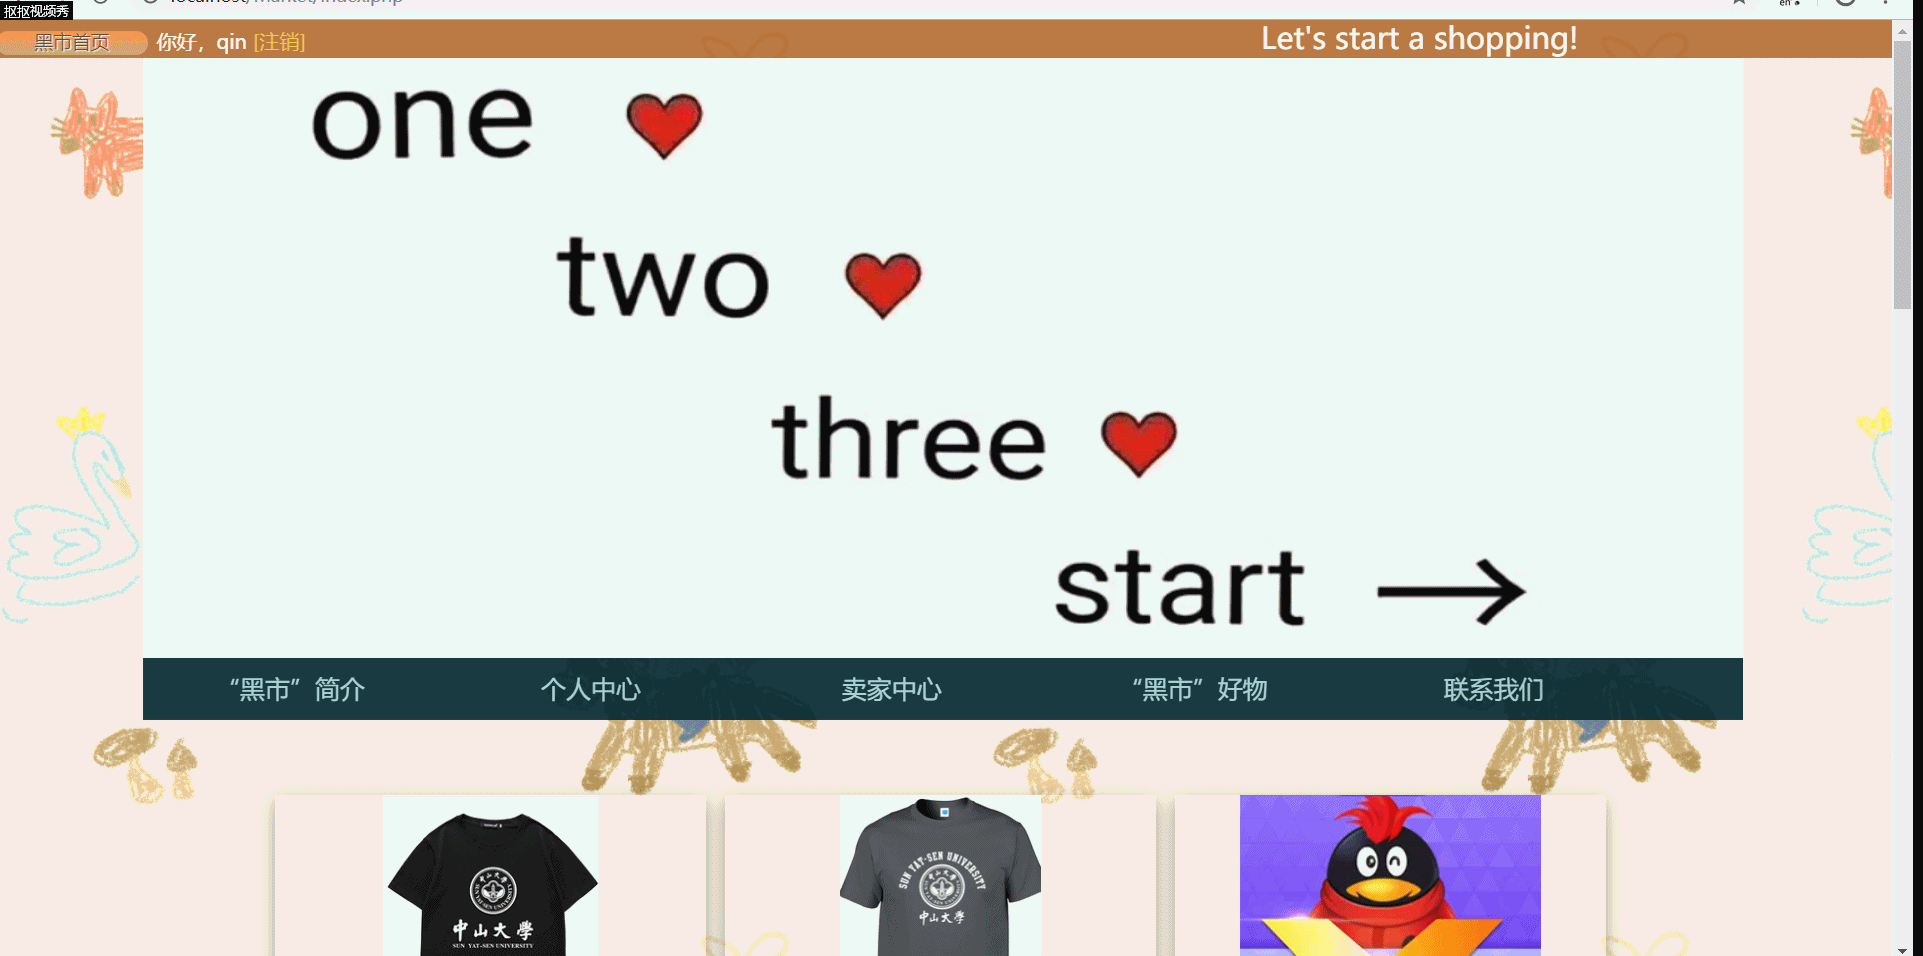 抠抠视频秀
localhost/market/index.php
en
黑市首页 你好，qin [注销]
Let's start a shopping!
one
two
three
start
“黑市”简介 个人中心 卖家中心 “黑市”好物 联系我们
中山大學
SUN YAT-SEN UNIVERSITY
SUN YAT-SEN UNIVERSITY
中山大學